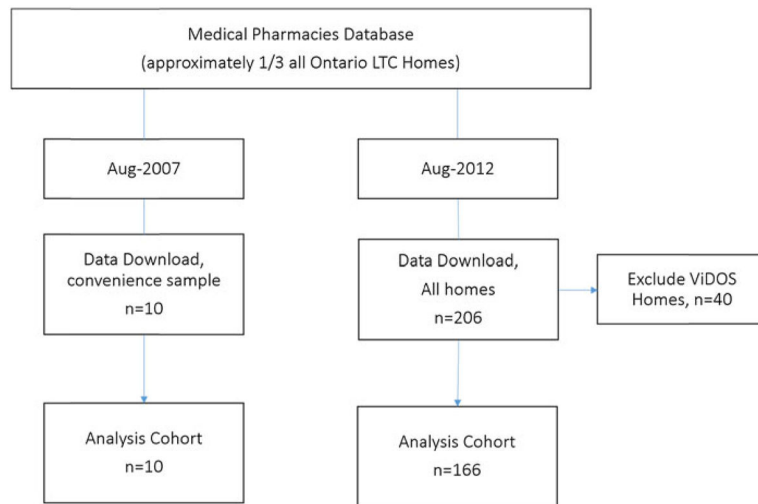 Medical Pharmacies Database
(approximately 1/3 all Ontario LTC Homes)
Aug-2007
Aug-2012
Data Download,
convenience sample
n=10
Data Download,
All homes
n=206
Exclude ViDOS
Homes, n=40
Analysis Cohort
n=10
Analysis Cohort
n=166